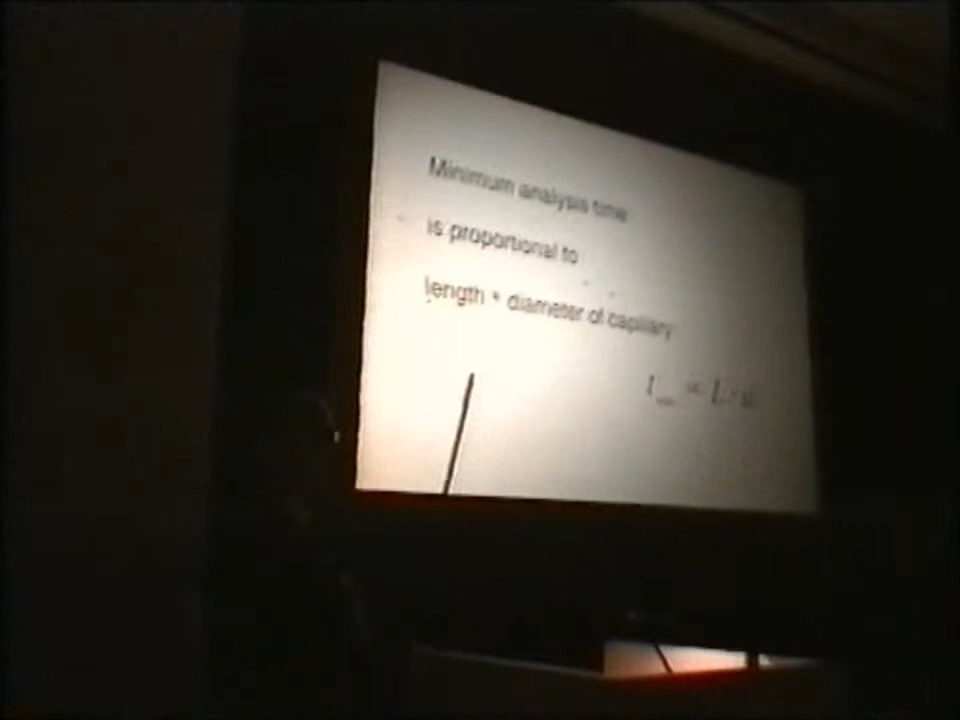 Minimum analysis time
is proportional to
length * diameter of capillary